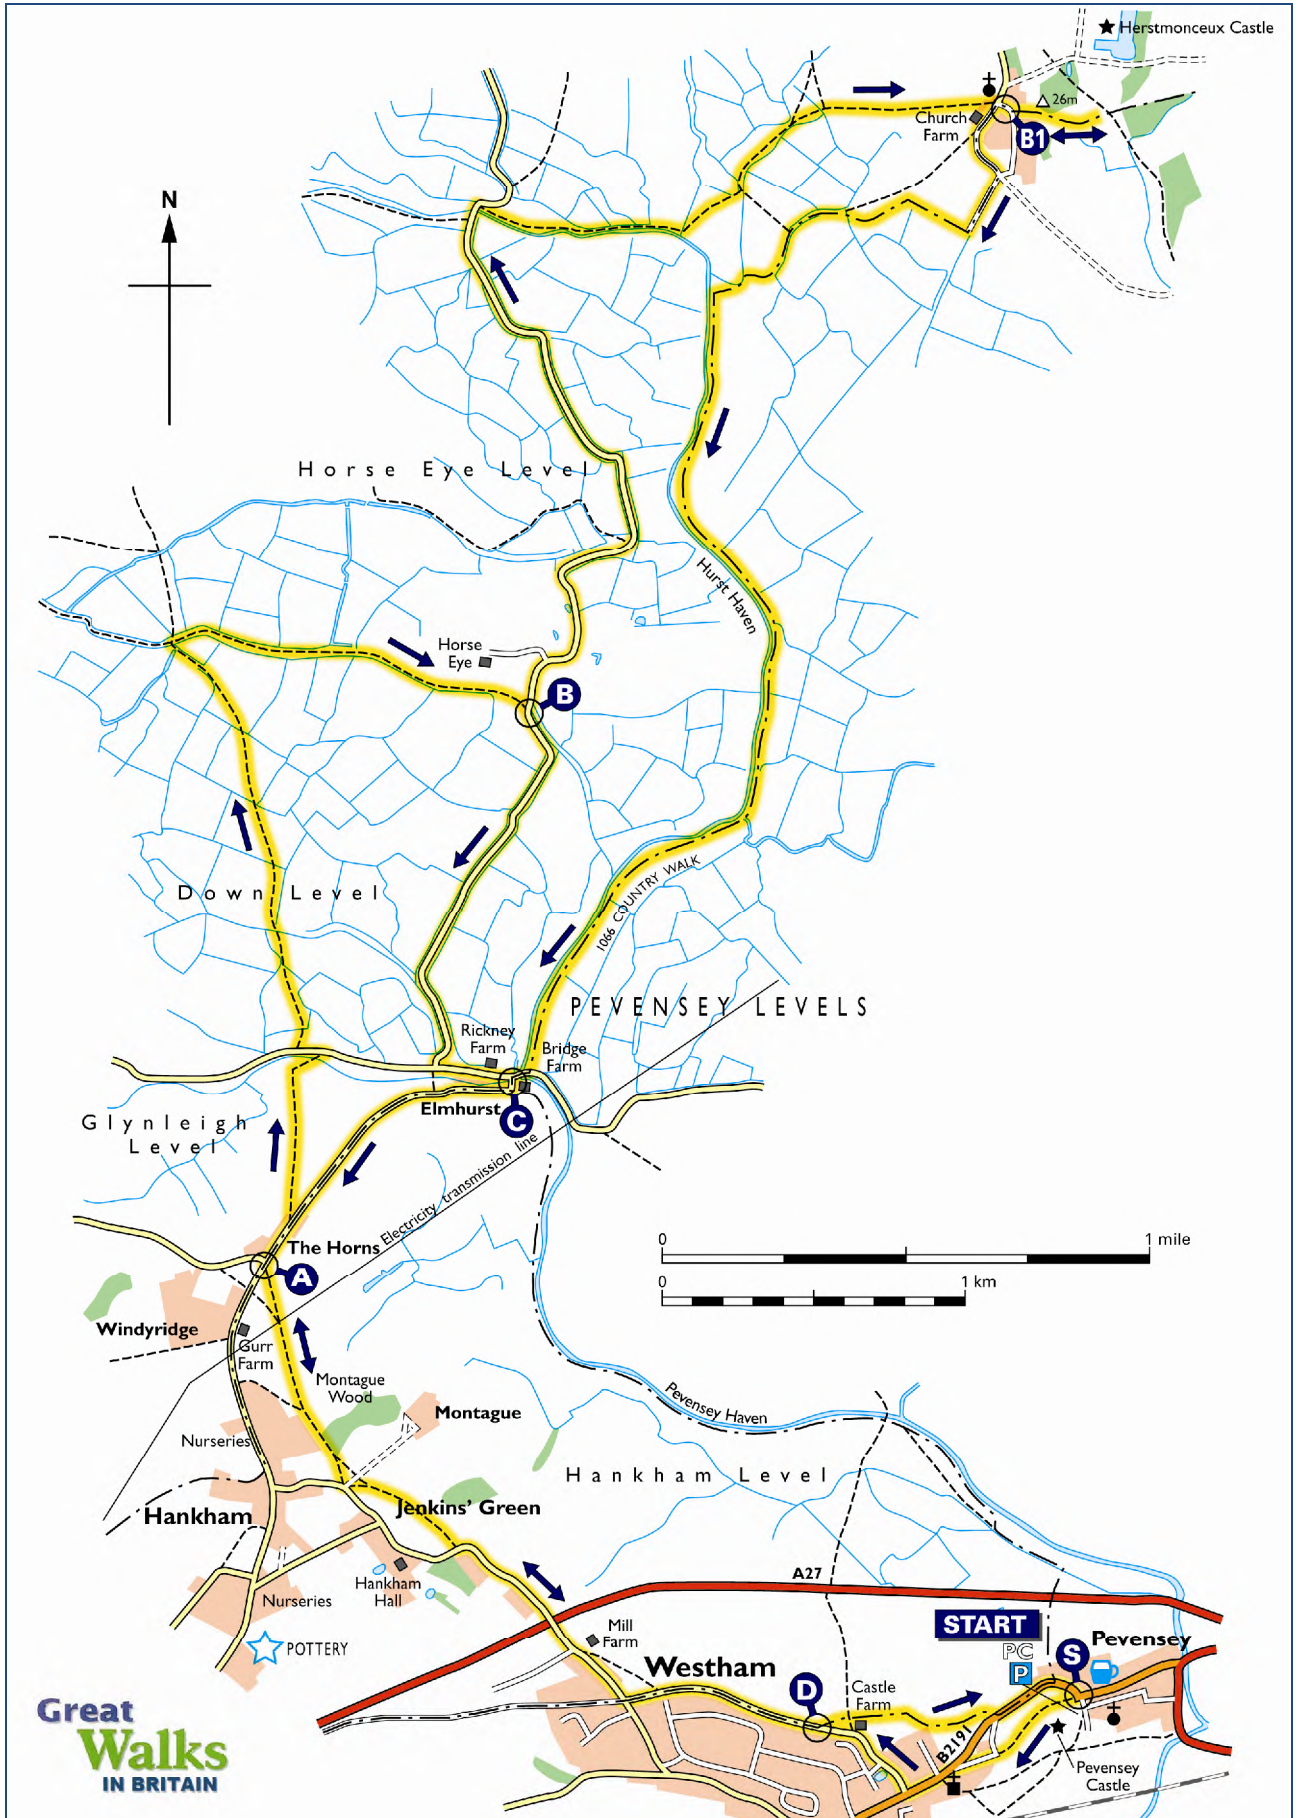 Herstmonceux Castle
26m
Church
Farm
B1
N
Horse Eye Level
Hurst Haven
Horse
Eye
B
Down Level
1066 COUNTRY WALK
PEVENSEY LEVELS
Rickney
Farm
Bridge
Farm
Elmhurst
C
Glynleigh
Level
Electricity transmission line
The Horns
A
0 1 mile
0 1 km
Windyridge
Gurr
Farm
Montague
Wood
Montague
Pevensey Haven
Nurseries
Hankham Level
Jenkins' Green
Hankham
A27
Hankham
Hall
Nurseries
START
Mill
Farm
PC
P
S
Pevensey
POTTERY
Westham
D
Castle
Farm
B2191
Pevensey
Castle
Great
Walks
IN BRITAIN